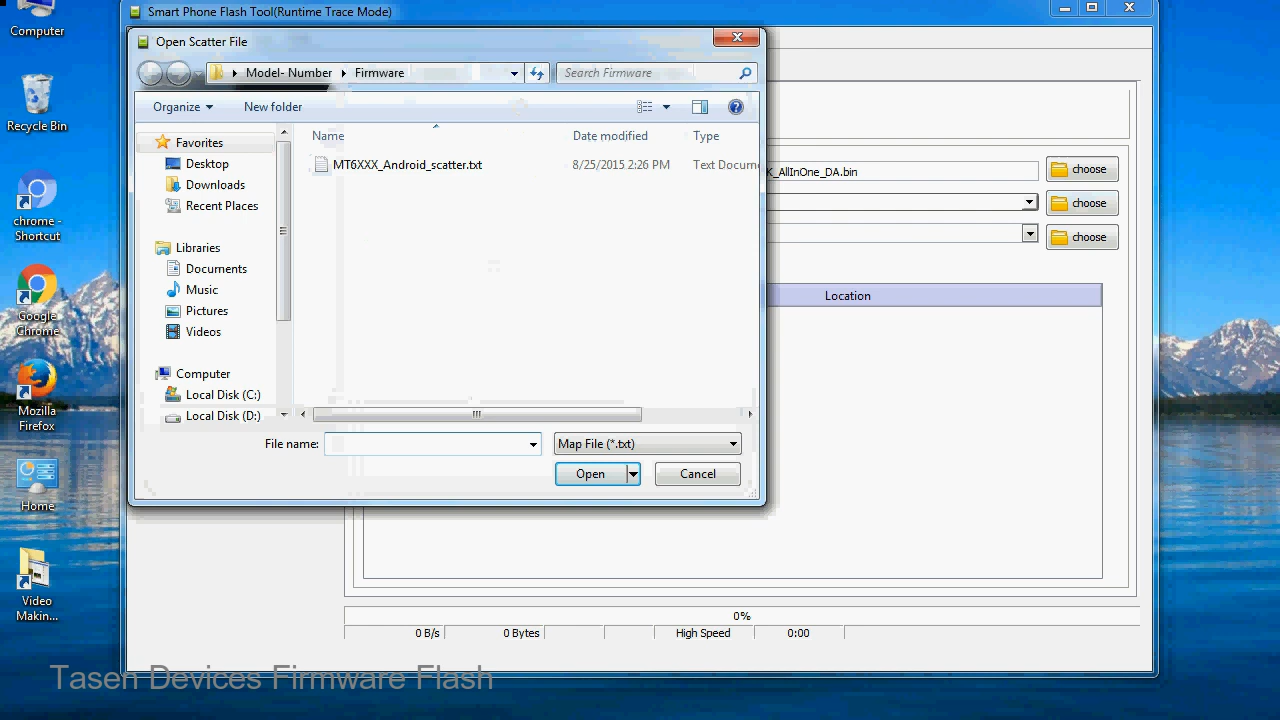 Computer
Recycle Bin
chrome -
Shortcut
Google
Chrome
Mozilla
Firefox
Home
Video
Makin...
Smart Phone Flash Tool(Runtime Trace Mode)
Open Scatter File
Model- Number
Firmware
Search Firmware
Organize
New folder
Favorites
Desktop
Downloads
Recent Places
Libraries
Documents
Music
Pictures
Videos
Computer
Local Disk (C:)
Local Disk (D:)
Name Date modified Type
MT6XXX_Android_scatter.txt 8/25/2015 2:26 PM Text Docum
File name:
Map File (*.txt)
Open
Cancel
K_AllInOne_DA.bin
choose
choose
choose
Location
0%
0 B/s 0 Bytes High Speed 0:00
Tasen Devices Firmware Flash